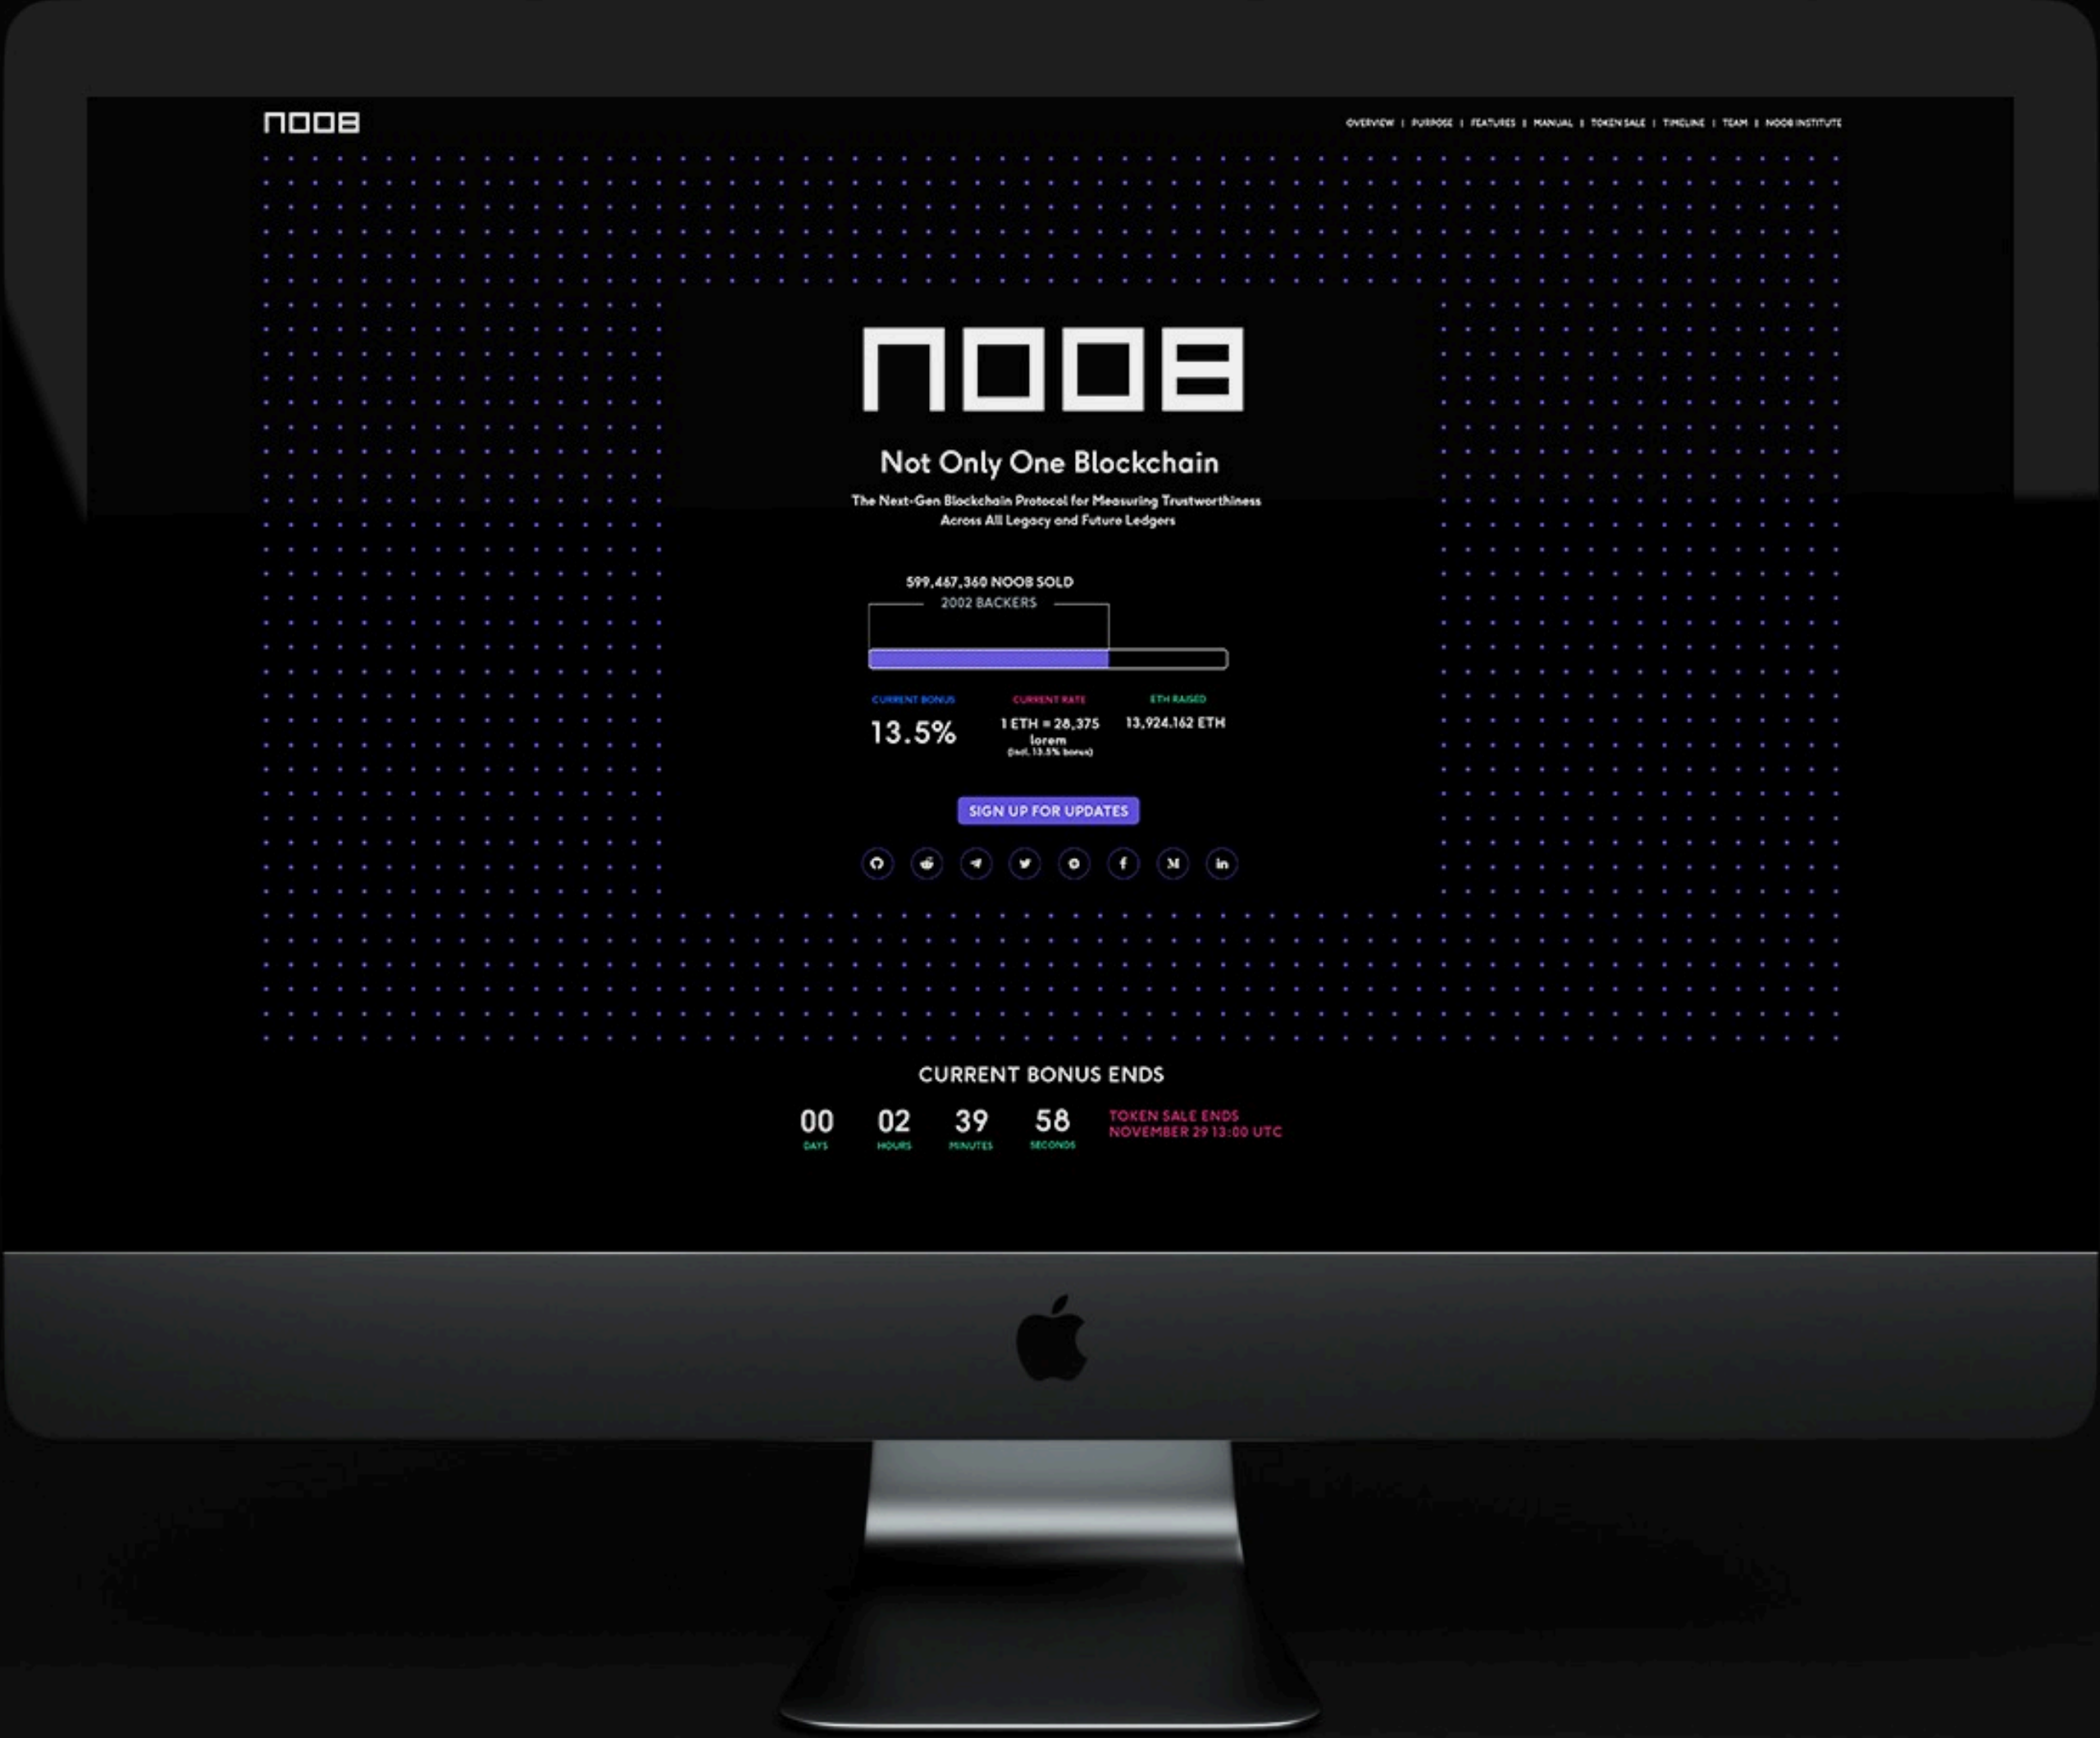 NOOB
OVERVIEW | PURPOSE | FEATURES | MANUAL | TOKEN SALE | TIMELINE | TEAM | NOOB INSTITUTE
NOOB
Not Only One Blockchain
The Next-Gen Blockchain Protocol for Measuring Trustworthiness
Across All Legacy and Future Ledgers
599,467,360 NOOB SOLD
2002 BACKERS
CURRENT BONUS
13.5%
CURRENT RATE
1 ETH = 28,375
lorem
(incl. 13.5% bonus)
ETH RAISED
13,924.162 ETH
SIGN UP FOR UPDATES
CURRENT BONUS ENDS
00 02 39 58
DAYS HOURS MINUTES SECONDS
TOKEN SALE ENDS
NOVEMBER 29 13:00 UTC